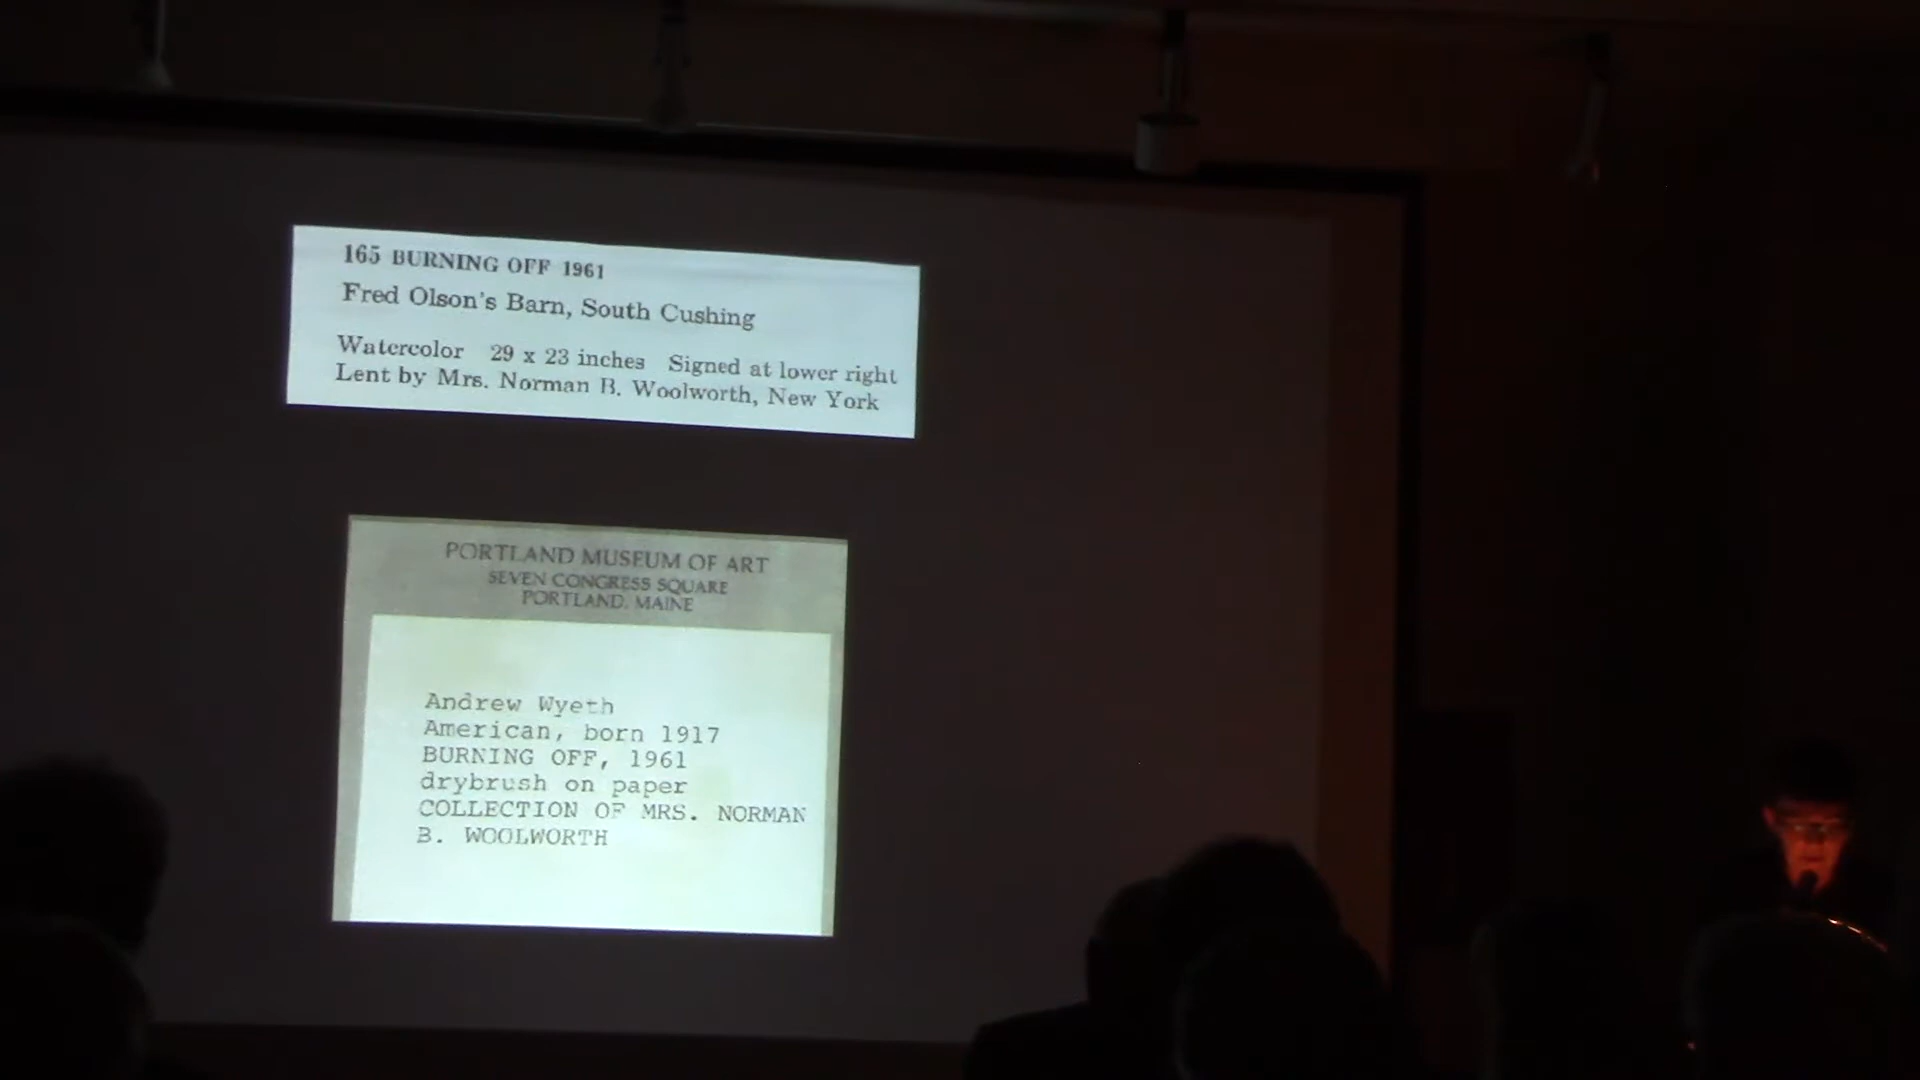 165 BURNING OFF 1961
Fred Olson's Barn, South Cushing
Watercolor 29 x 23 inches Signed at lower right
Lent by Mrs. Norman B. Woolworth, New York
PORTLAND MUSEUM OF ART
SEVEN CONGRESS SQUARE
PORTLAND, MAINE
Andrew Wyeth
American, born 1917
BURNING OFF, 1961
drybrush on paper
COLLECTION OF MRS. NORMAN
B. WOOLWORTH